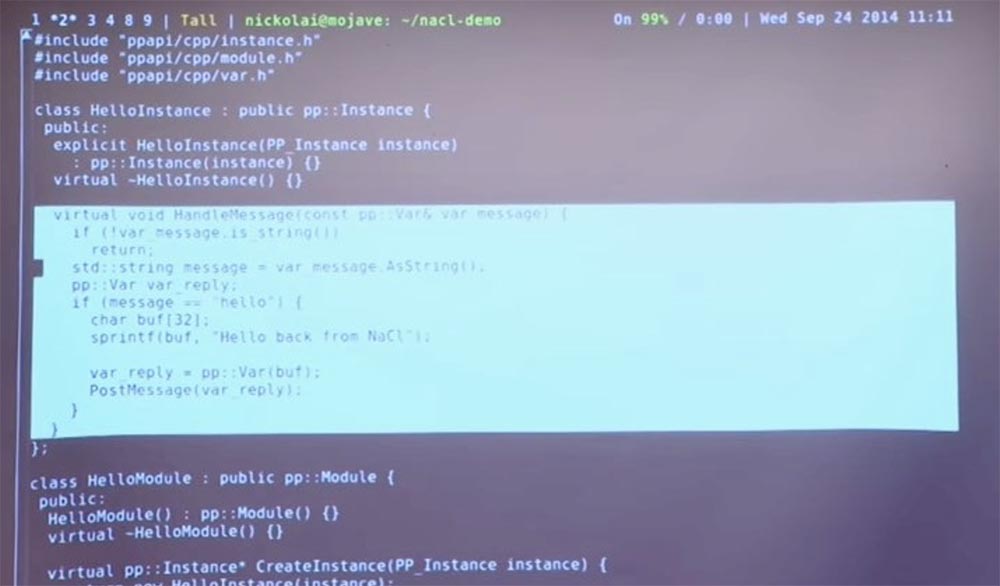 1 *2* 3 4 8 9 | Tall | nickolai@mojave: ~/nacl-demo On 99% / 0:00 | Wed Sep 24 2014 11:11
#include "ppapi/cpp/instance.h"
#include "ppapi/cpp/module.h"
#include "ppapi/cpp/var.h"
class HelloInstance : public pp::Instance {
public:
explicit HelloInstance(PP_Instance instance)
: pp::Instance(instance) {}
virtual ~HelloInstance() {}
virtual void HandleMessage(const pp::Var& var_message) {
if (!var_message.is_string())
return;
std::string message = var_message.AsString();
pp::Var var_reply;
if (message == "hello") {
char buf[32];
sprintf(buf, "Hello back from NaCl");
var_reply = pp::Var(buf);
PostMessage(var_reply);
}
}
};
class HelloModule : public pp::Module {
public:
HelloModule() : pp::Module() {}
virtual ~HelloModule() {}
virtual pp::Instance* CreateInstance(PP_Instance instance) {
return new HelloInstance(instance);